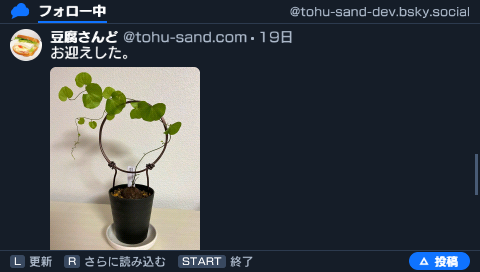 フォロー中 @tohu-sand-dev.bsky.social
豆腐さんど @tohu-sand.com • 19日
お迎えした。
L 更新 R さらに読み込む START 終了 △ 投稿